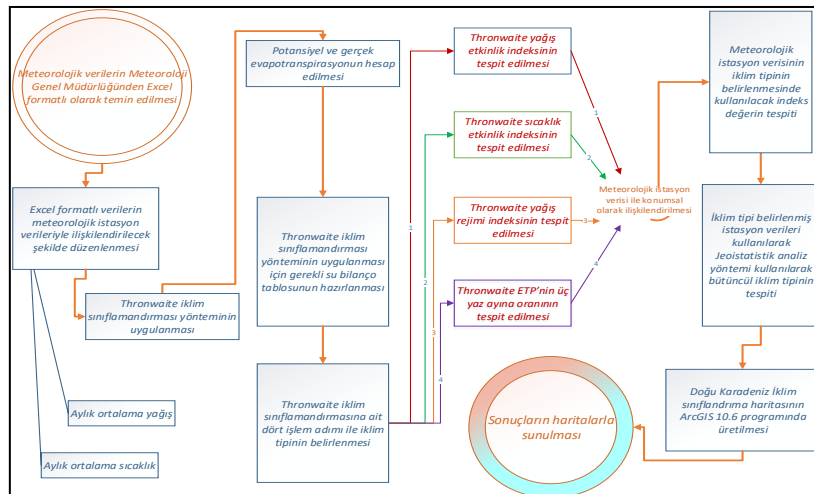 Meteorolojik verilerin Meteoroloji
Genel Müdürlüğünden Excel
formatlı olarak temin edilmesi
Excel formatlı verilerin
meteorolojik istasyon
verileriyle ilişkilendirilecek
şekilde düzenlenmesi
Thronwaite iklim
sınıflandırması yönteminin
uygulanması
Aylık ortalama yağış
Aylık ortalama sıcaklık
Potansiyel ve gerçek
evapotranspirasyonun hesap
edilmesi
Thronwaite iklim sınıflandırması
yönteminin uygulanması
için gerekli su bilanço
tablosunun hazırlanması
Thronwaite iklim
sınıflandırmasına ait
dört işlem adımı ile iklim
tipinin belirlenmesi
1
2
3
4
Thronwaite yağış
etkinlik indeksinin
tespit edilmesi
Thronwaite sıcaklık
etkinlik indeksinin
tespit edilmesi
Thronwaite yağış
rejimi indeksinin tespit
edilmesi
Thronwaite ETP'nin üç
yaz ayına oranının
tespit edilmesi
1
2
3
4
Meteorolojik istasyon
verisi ile konumsal
olarak ilişkilendirilmesi
Meteorolojik
istasyon verisinin
iklim tipinin
belirlenmesinde
kullanılacak indeks
değerin tespiti
İklim tipi belirlenmiş
istasyon verileri
kullanılarak
Jeoistatistik analiz
yöntemi kullanılarak
bütüncül iklim tipinin
tespiti
Doğu Karadeniz İklim
sınıflandırma haritasının
ArcGIS 10.6 programında
üretilmesi
Sonuçların haritalarla
sunulması